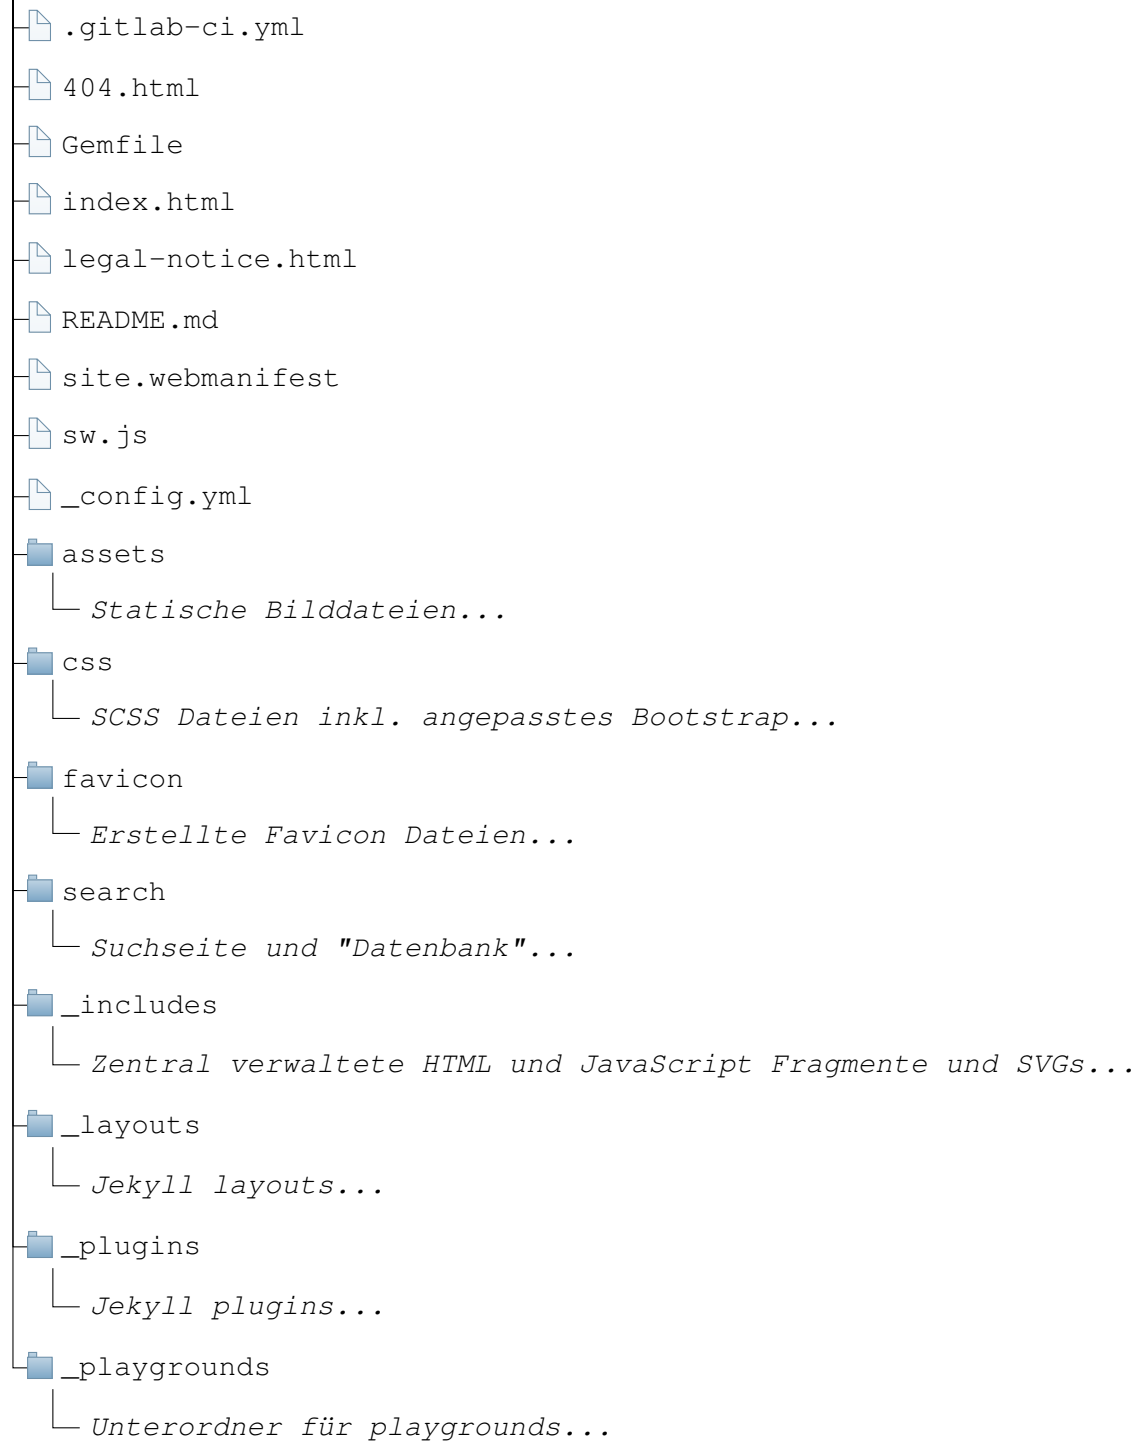 .gitlab-ci.yml
404.html
Gemfile
index.html
legal-notice.html
README.md
site.webmanifest
sw.js
_config.yml
assets
Statische Bilddateien...
css
SCSS Dateien inkl. angepasstes Bootstrap...
favicon
Erstellte Favicon Dateien...
search
Suchseite und "Datenbank"...
_includes
Zentral verwaltete HTML und JavaScript Fragmente und SVGs...
_layouts
Jekyll layouts...
_plugins
Jekyll plugins...
_playgrounds
Unterordner für playgrounds...